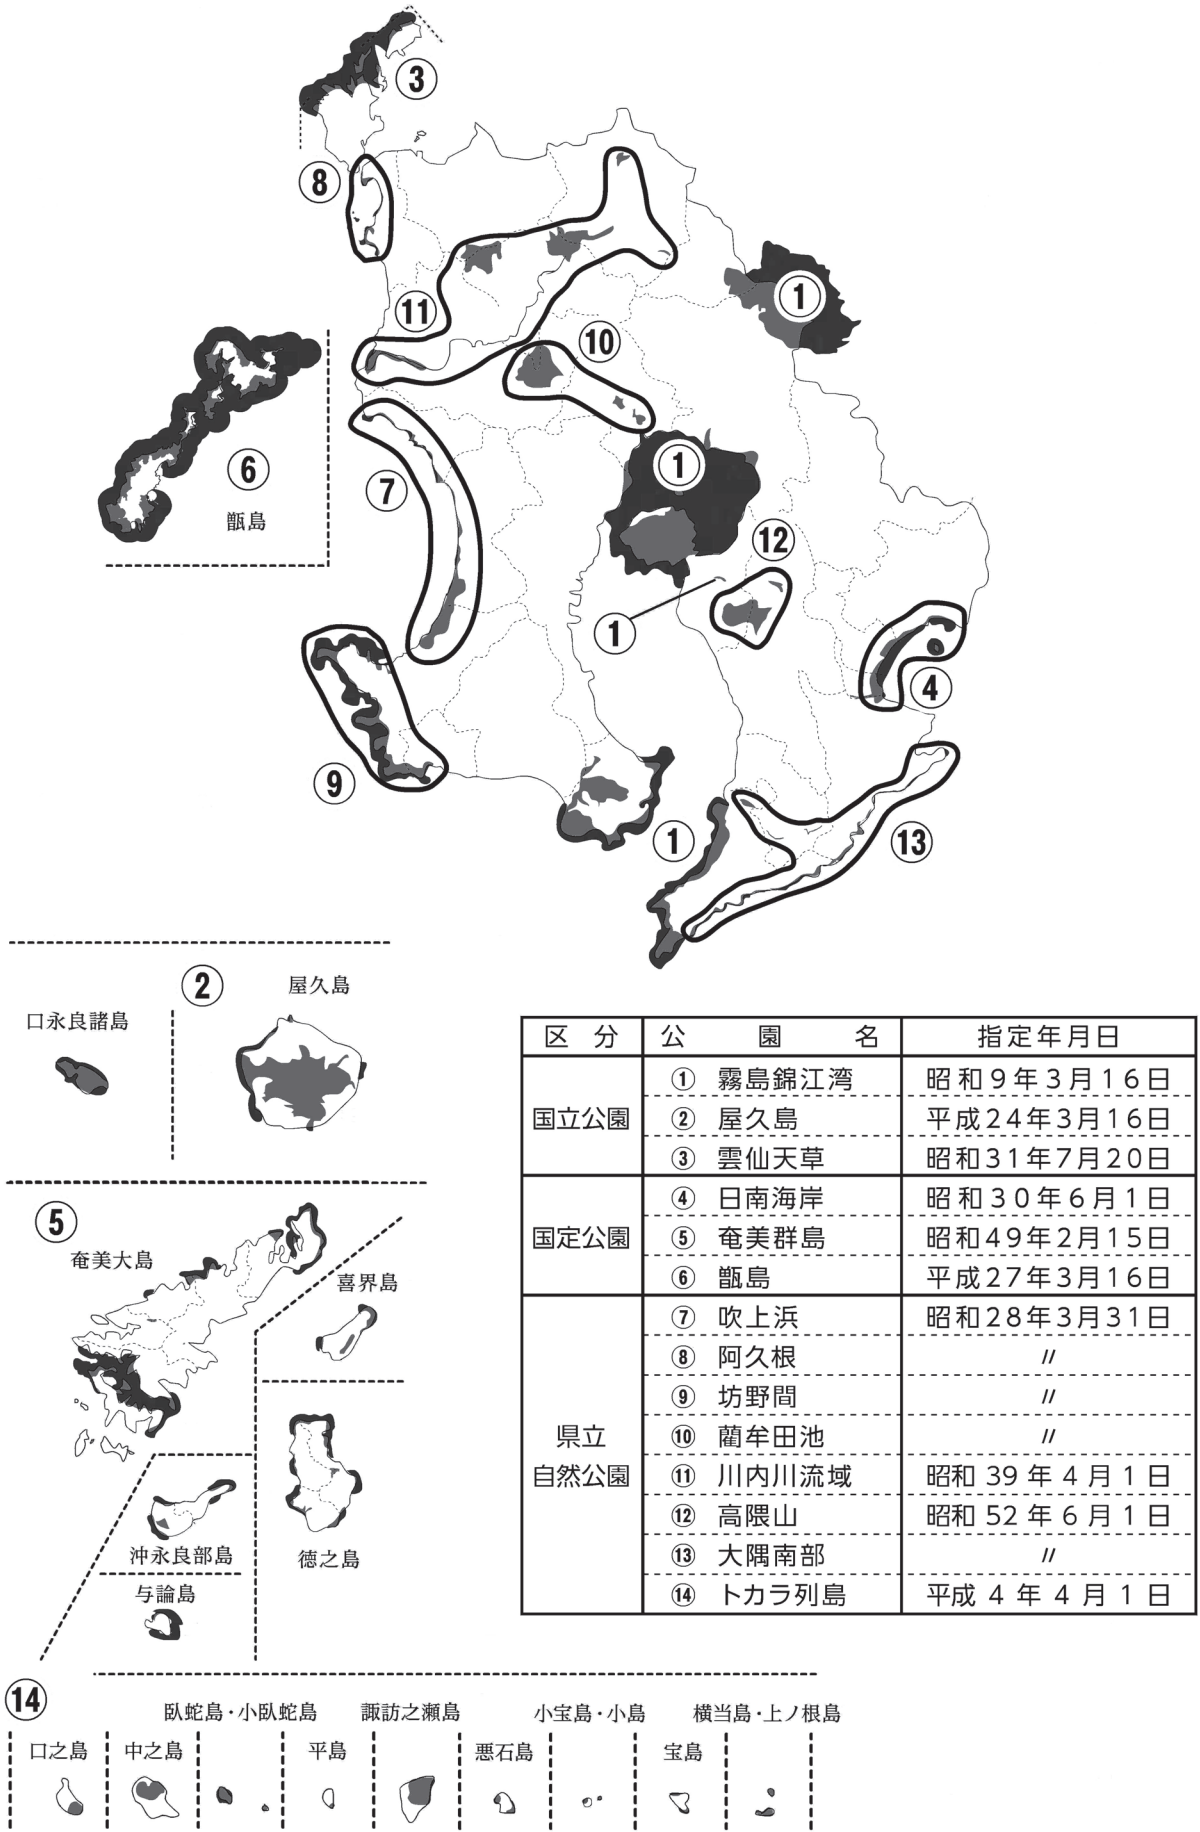 ③
⑧
①
⑪
⑩
①
⑥
甑島
⑦
⑫
①
④
⑨
①
⑬
②
屋久島
口永良諸島
⑤
奄美大島
喜界島
沖永良部島
徳之島
与論島
⑭
臥蛇島・小臥蛇島
諏訪之瀬島
小宝島・小島
横当島・上ノ根島
口之島
中之島
平島
悪石島
宝島
区分 公園名 指定年月日
国立公園
① 霧島錦江湾 昭和9年3月16日
② 屋久島 平成24年3月16日
③ 雲仙天草 昭和31年7月20日
国定公園
④ 日南海岸 昭和30年6月1日
⑤ 奄美群島 昭和49年2月15日
⑥ 甑島 平成27年3月16日
県立
自然公園
⑦ 吹上浜 昭和28年3月31日
⑧ 阿久根 〃
⑨ 坊野間 〃
⑩ 藺牟田池 〃
⑪ 川内川流域 昭和39年4月1日
⑫ 高隈山 昭和52年6月1日
⑬ 大隅南部 〃
⑭ トカラ列島 平成4年4月1日